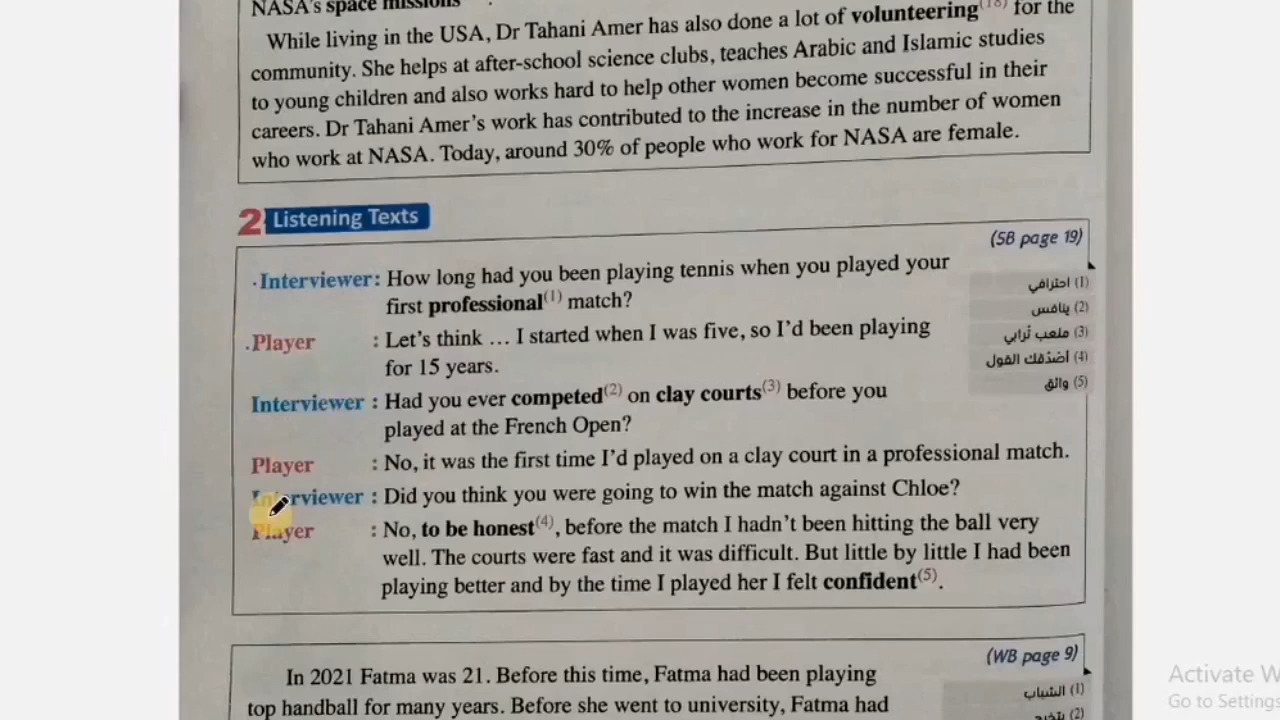 NASA's space missions
While living in the USA, Dr Tahani Amer has also done a lot of volunteering(18) for the
community. She helps at after-school science clubs, teaches Arabic and Islamic studies
to young children and also works hard to help other women become successful in their
careers. Dr Tahani Amer's work has contributed to the increase in the number of women
who work at NASA. Today, around 30% of people who work for NASA are female.
2 Listening Texts
(SB page 19)
Interviewer: How long had you been playing tennis when you played your
first professional(1) match?
Player : Let's think ... I started when I was five, so I'd been playing
for 15 years.
Interviewer : Had you ever competed(2) on clay courts(3) before you
played at the French Open?
Player : No, it was the first time I'd played on a clay court in a professional match.
Interviewer : Did you think you were going to win the match against Chloe?
Player : No, to be honest(4), before the match I hadn't been hitting the ball very
well. The courts were fast and it was difficult. But little by little I had been
playing better and by the time I played her I felt confident(5).
(1) احترافي
(2) ينافس
(3) ملعب ترابي
(4) أصدقك القول
(5) واثق
(WB page 9)
In 2021 Fatma was 21. Before this time, Fatma had been playing
top handball for many years. Before she went to university, Fatma had
(1) الشباب
(2) يتخرج
Activate W
Go to Settings